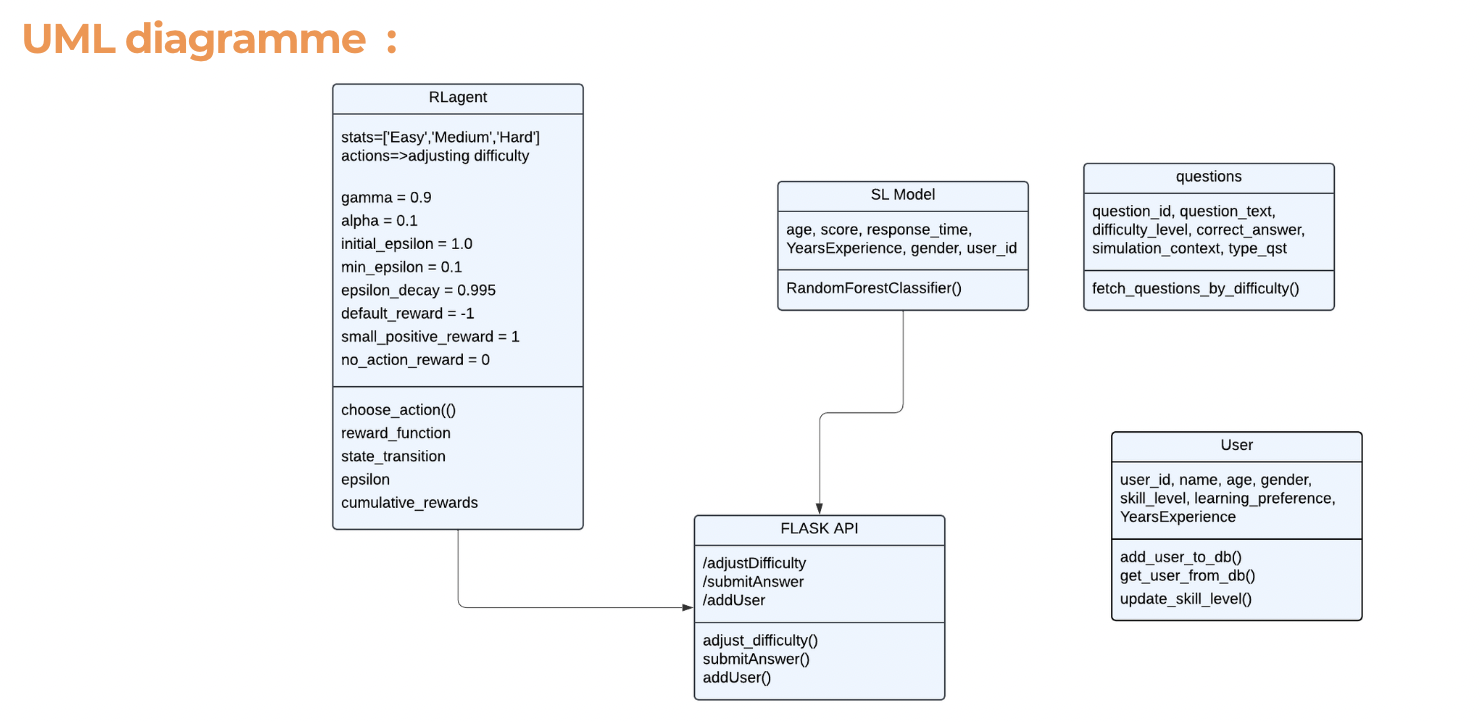 UML diagramme :
RLagent
stats=['Easy','Medium','Hard']
actions=>adjusting difficulty
gamma = 0.9
alpha = 0.1
initial_epsilon = 1.0
min_epsilon = 0.1
epsilon_decay = 0.995
default_reward = -1
small_positive_reward = 1
no_action_reward = 0
choose_action(()
reward_function
state_transition
epsilon
cumulative_rewards
SL Model
age, score, response_time,
YearsExperience, gender, user_id
RandomForestClassifier()
questions
question_id, question_text,
difficulty_level, correct_answer,
simulation_context, type_qst
fetch_questions_by_difficulty()
FLASK API
/adjustDifficulty
/submitAnswer
/addUser
adjust_difficulty()
submitAnswer()
addUser()
User
user_id, name, age, gender,
skill_level, learning_preference,
YearsExperience
add_user_to_db()
get_user_from_db()
update_skill_level()